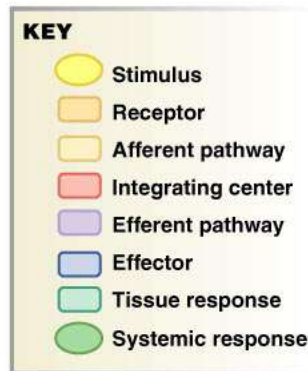 KEY
Stimulus
Receptor
Afferent pathway
Integrating center
Efferent pathway
Effector
Tissue response
Systemic response